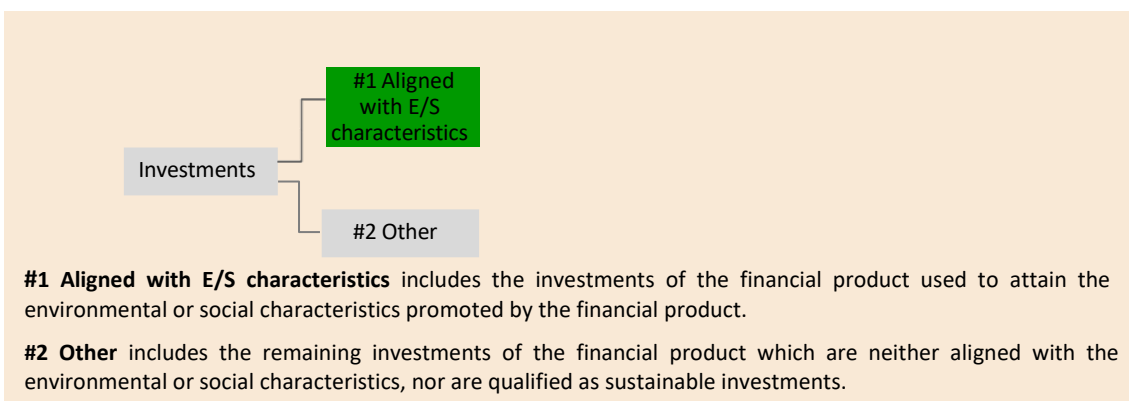 #1 Aligned
with E/S
characteristics
Investments
#2 Other
#1 Aligned with E/S characteristics includes the investments of the financial product used to attain the
environmental or social characteristics promoted by the financial product.
#2 Other includes the remaining investments of the financial product which are neither aligned with the
environmental or social characteristics, nor are qualified as sustainable investments.